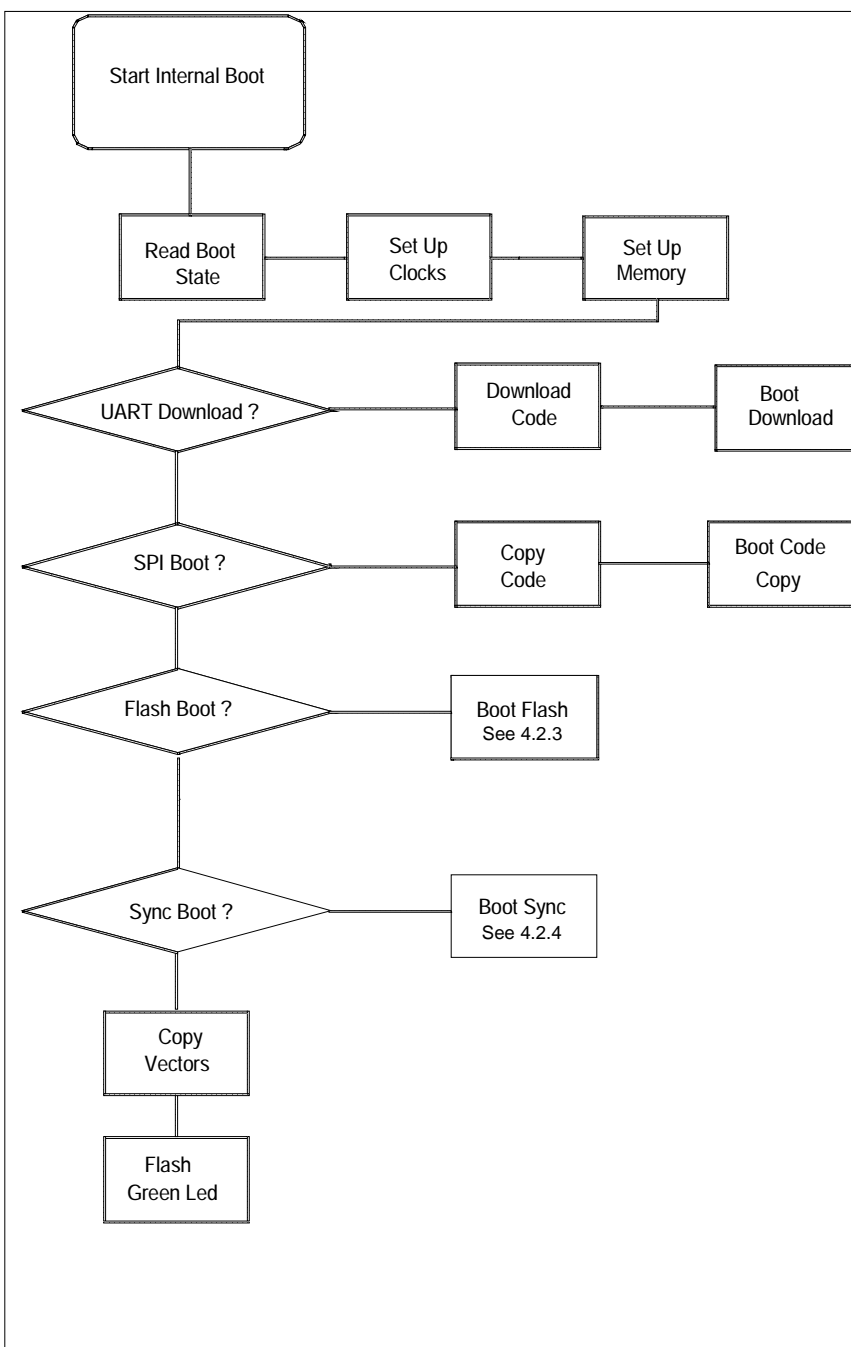 Start Internal Boot
Read Boot
State
Set Up
Clocks
Set Up
Memory
UART Download ?
Download
Code
Boot
Download
SPI Boot ?
Copy
Code
Boot Code
Copy
Flash Boot ?
Boot Flash
See 4.2.3
Sync Boot ?
Boot Sync
See 4.2.4
Copy
Vectors
Flash
Green Led